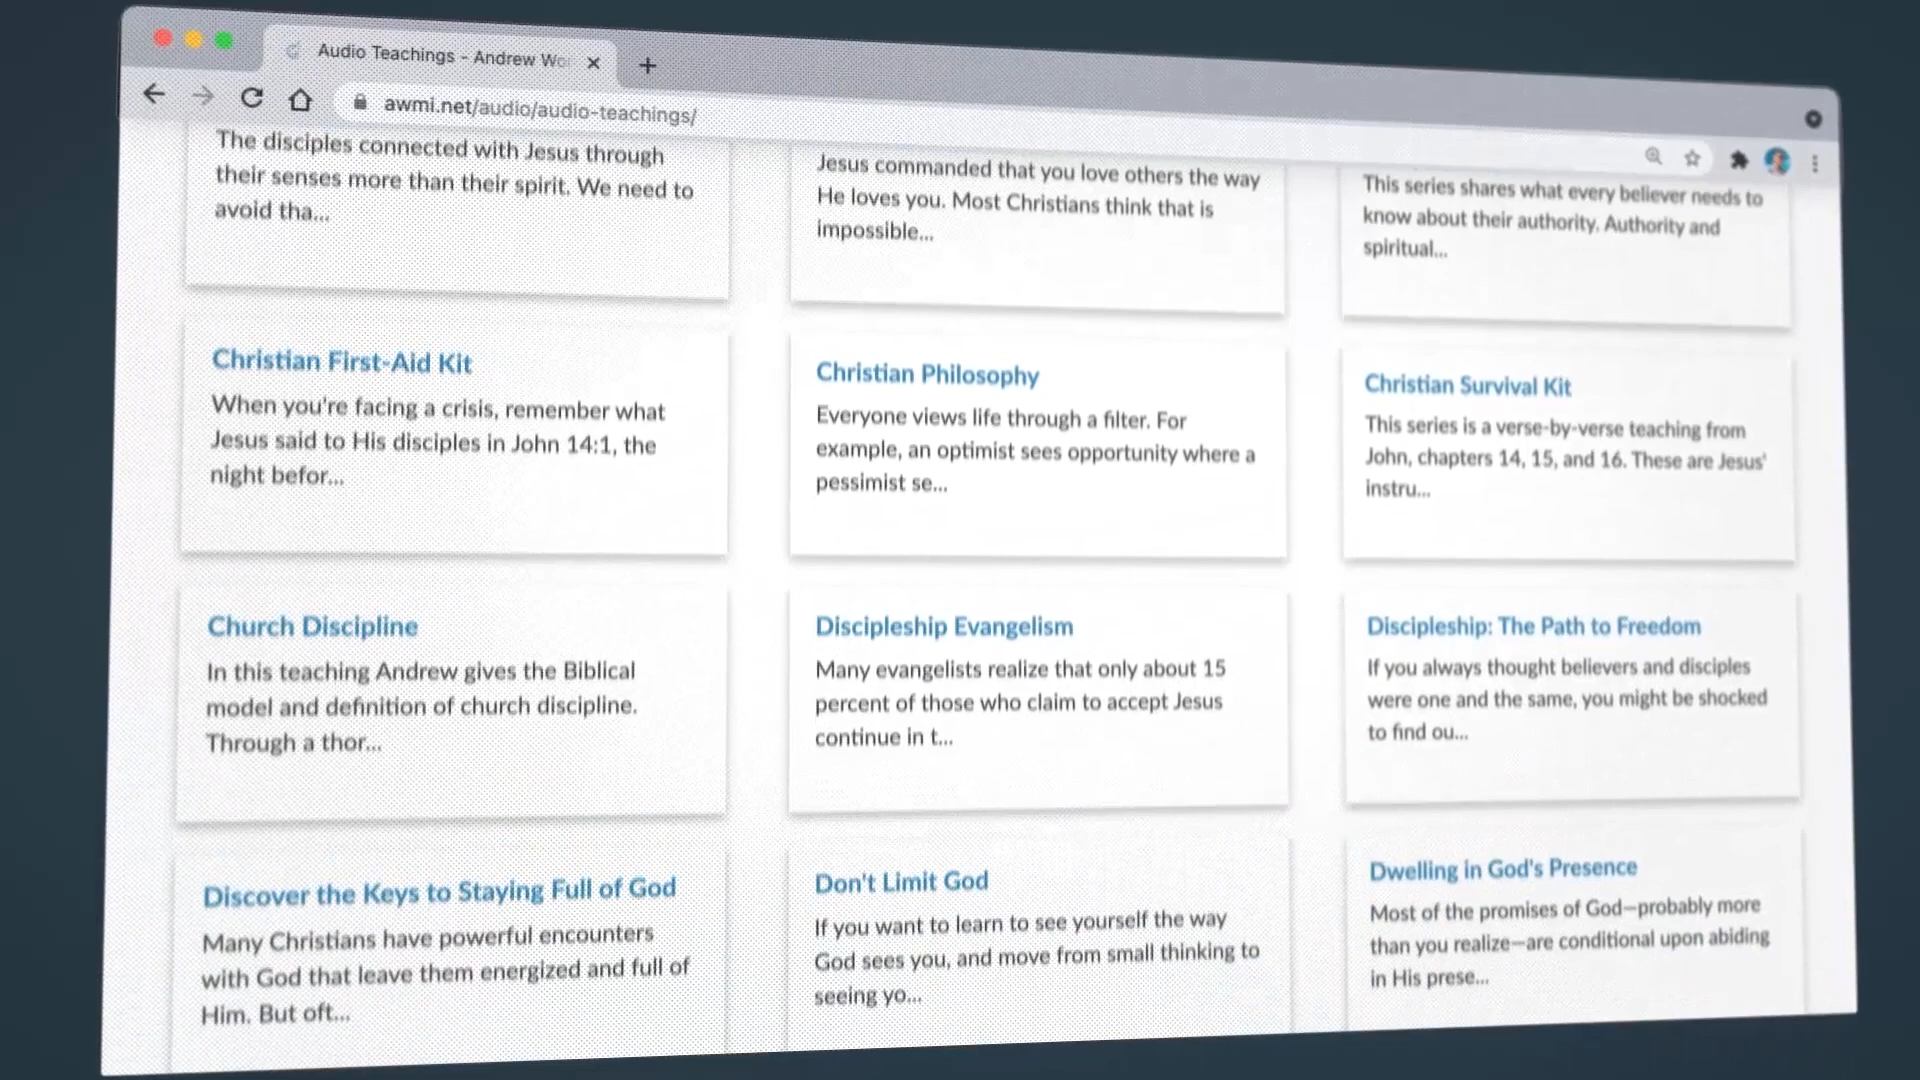 Audio Teachings - Andrew Wo
awmi.net/audio/audio-teachings/
The disciples connected with Jesus through
their senses more than their spirit. We need to
avoid tha...
Jesus commanded that you love others the way
He loves you. Most Christians think that is
impossible...
This series shares what every believer needs to
know about their authority. Authority and
spiritual...
Christian First-Aid Kit
When you're facing a crisis, remember what
Jesus said to His disciples in John 14:1, the
night befor...
Christian Philosophy
Everyone views life through a filter. For
example, an optimist sees opportunity where a
pessimist se...
Christian Survival Kit
This series is a verse-by-verse teaching from
John, chapters 14, 15, and 16. These are Jesus'
instru...
Church Discipline
In this teaching Andrew gives the Biblical
model and definition of church discipline.
Through a thor...
Discipleship Evangelism
Many evangelists realize that only about 15
percent of those who claim to accept Jesus
continue in t...
Discipleship: The Path to Freedom
If you always thought believers and disciples
were one and the same, you might be shocked
to find ou...
Discover the Keys to Staying Full of God
Many Christians have powerful encounters
with God that leave them energized and full of
Him. But oft...
Don't Limit God
If you want to learn to see yourself the way
God sees you, and move from small thinking to
seeing yo...
Dwelling in God's Presence
Most of the promises of God—probably more
than you realize—are conditional upon abiding
in His prese...